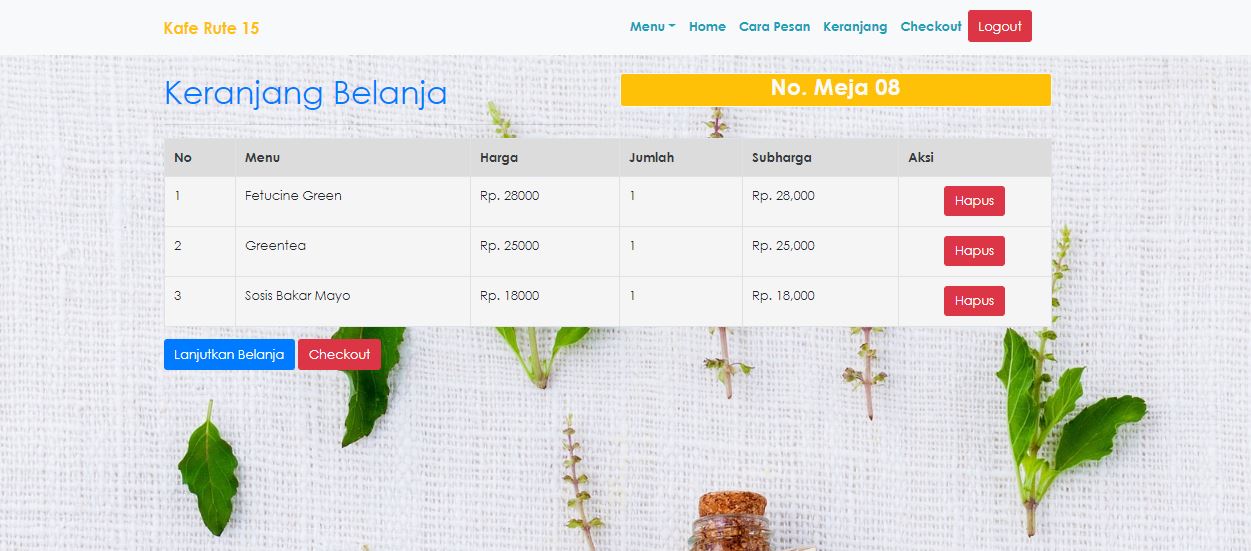 Kafe Rute 15 Menu Home Cara Pesan Keranjang Checkout Logout
Keranjang Belanja
No. Meja 08
No Menu Harga Jumlah Subharga Aksi
1 Fetucine Green Rp. 28000 1 Rp. 28,000 Hapus
2 Greentea Rp. 25000 1 Rp. 25,000 Hapus
3 Sosis Bakar Mayo Rp. 18000 1 Rp. 18,000 Hapus
Lanjutkan Belanja Checkout